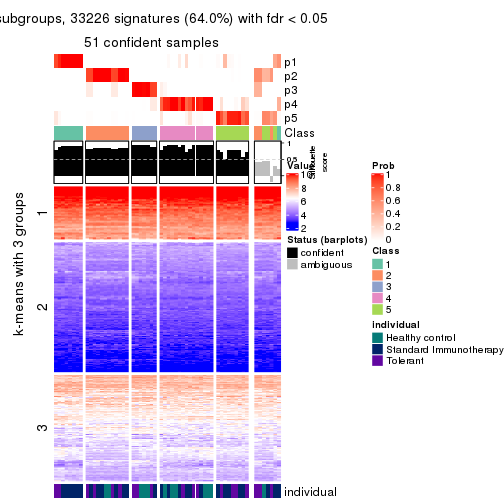 subgroups, 33226 signatures (64.0%) with fdr < 0.05
51 confident samples
p1
p2
p3
p4
p5
Class
1
0.5
Silhouette
score
k-means with 3 groups
1
2
3
individual
Value
10
8
6
4
2
Status (barplots)
confident
ambiguous
Prob
1
0.8
0.6
0.4
0.2
0
Class
1
2
3
4
5
individual
Healthy control
Standard Immunotherapy
Tolerant